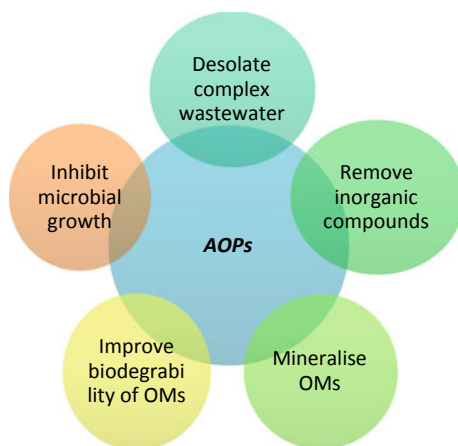 Desolate
complex
wastewater
Inhibit
microbial
growth
Remove
inorganic
compounds
AOPs
Improve
biodegrabi
lity of OMs
Mineralise
OMs